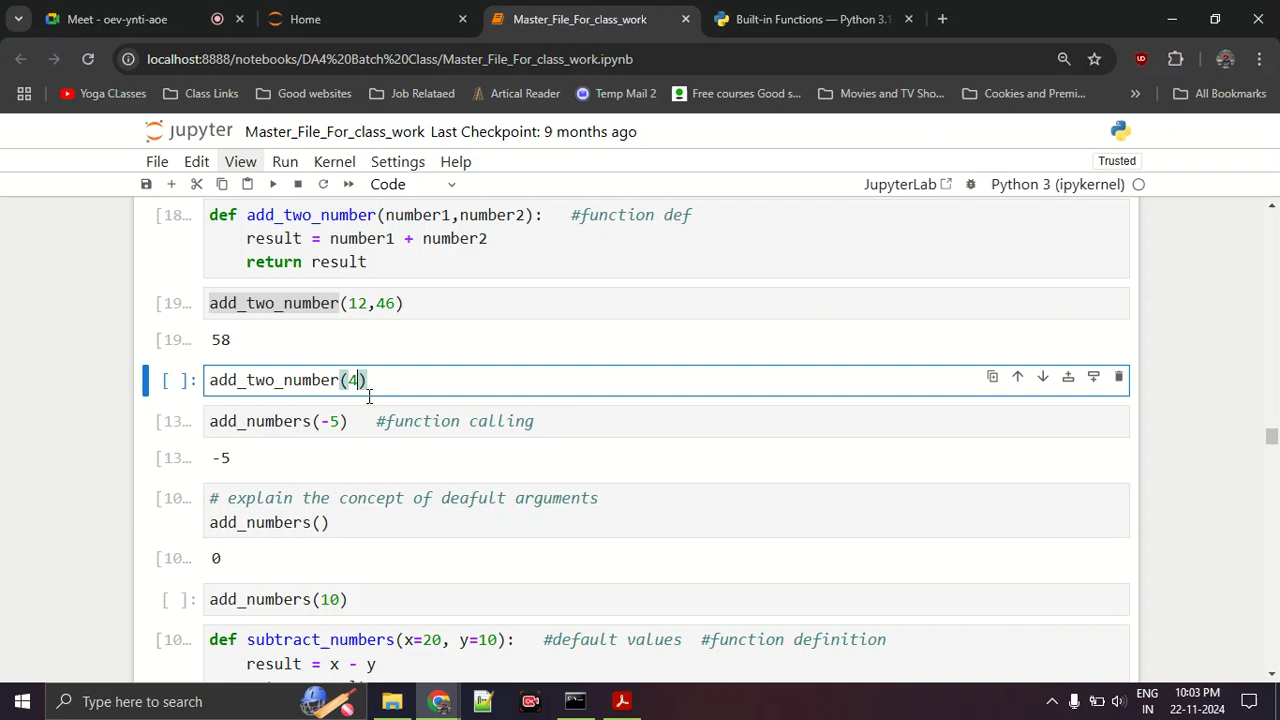 Meet - oev-ynti-aoe
Home
Master_File_For_class_work
Built-in Functions — Python 3.1
localhost:8888/notebooks/DA4%20Batch%20Class/Master_File_For_class_work.ipynb
Yoga CLasses
Class Links
Good websites
Job Relataed
Artical Reader
Temp Mail 2
Free courses Good s...
Movies and TV Sho...
Cookies and Premi...
All Bookmarks
jupyter Master_File_For_class_work Last Checkpoint: 9 months ago
File Edit View Run Kernel Settings Help
Trusted
Code
JupyterLab
Python 3 (ipykernel)
[18... def add_two_number(number1,number2): #function def
result = number1 + number2
return result
[19... add_two_number(12,46)
[19... 58
[ ]: add_two_number(4)
[13... add_numbers(-5) #function calling
[13... -5
[10... # explain the concept of deafult arguments
add_numbers()
[10... 0
[ ]: add_numbers(10)
[10... def subtract_numbers(x=20, y=10): #default values #function definition
result = x - y
Type here to search
ENG
IN
10:03 PM
22-11-2024